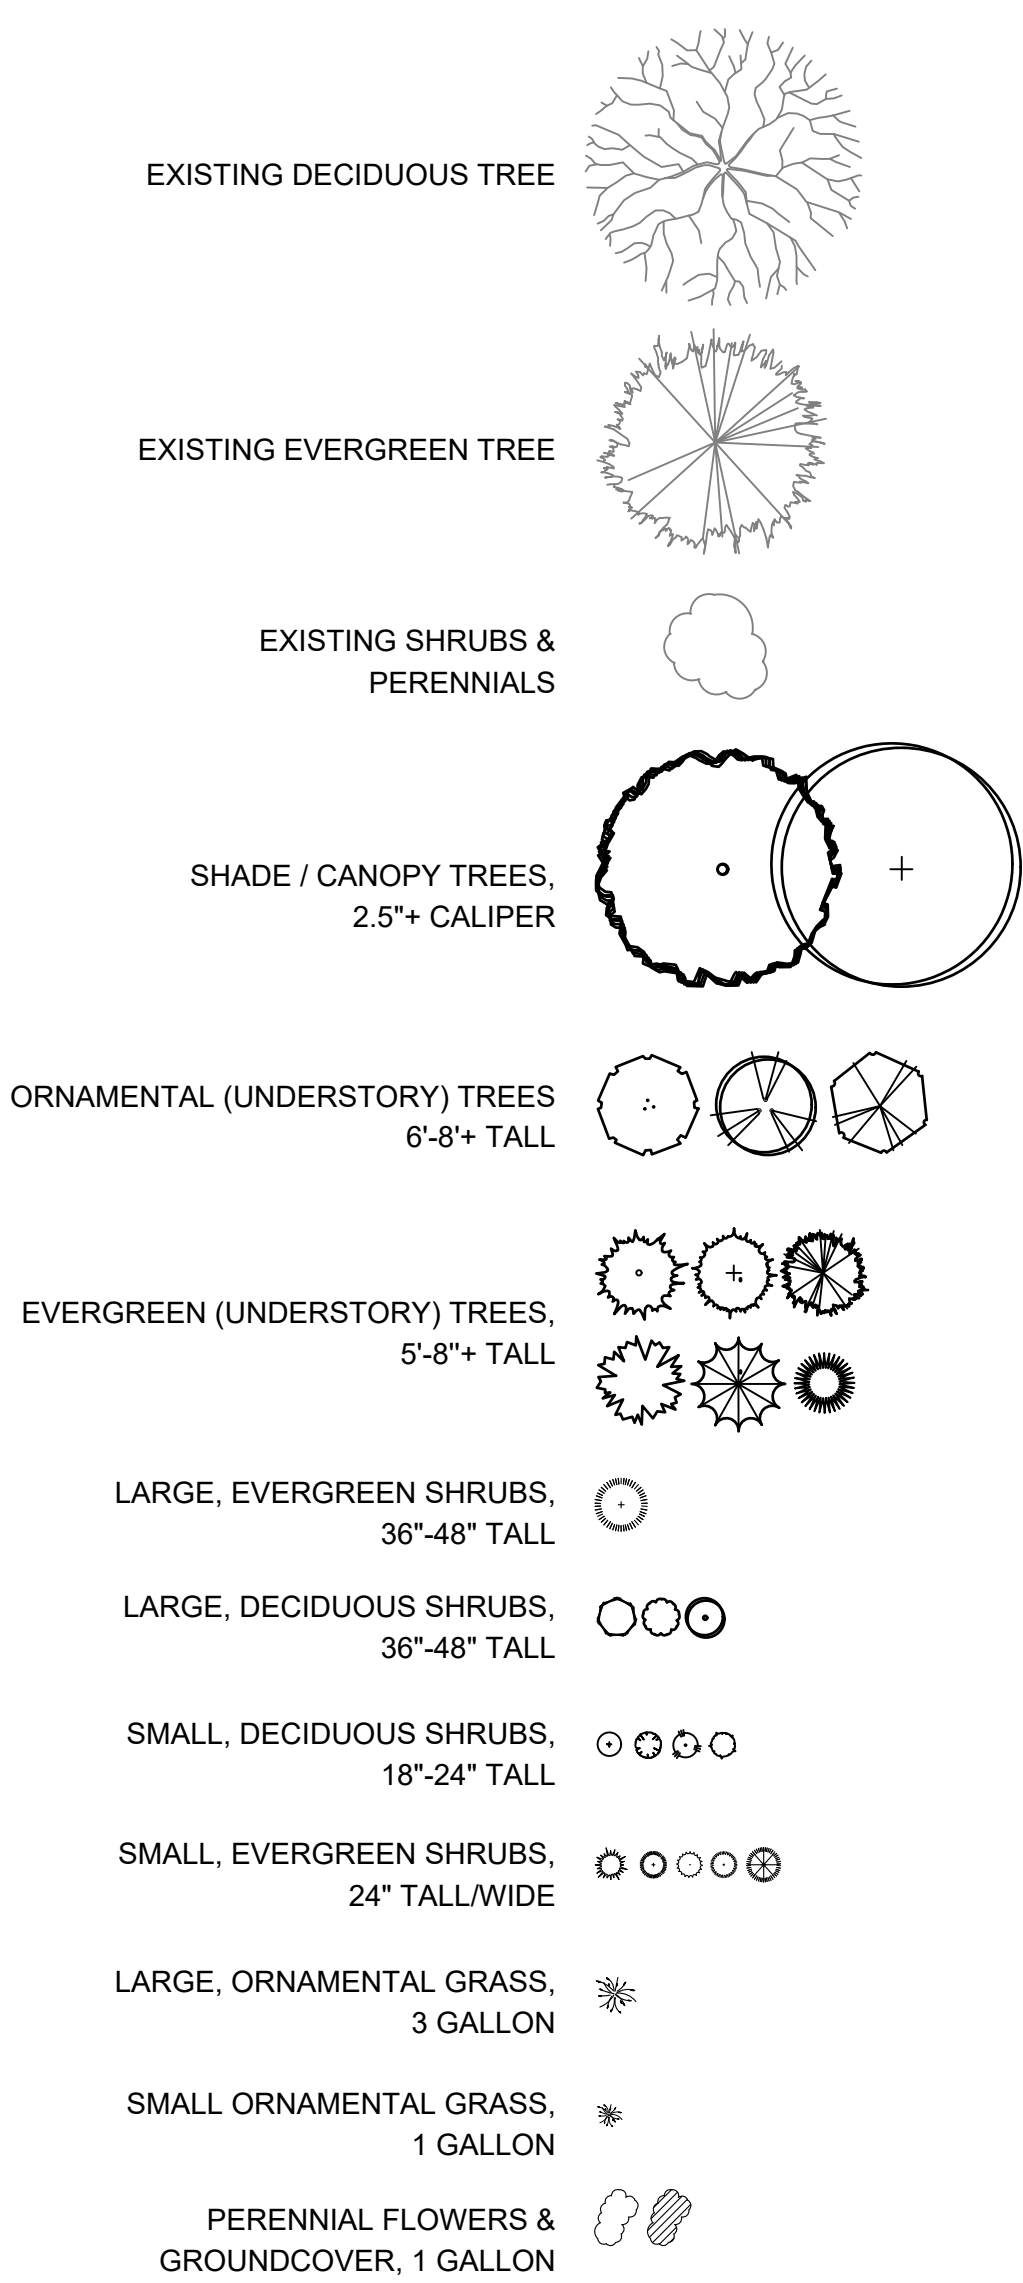 EXISTING DECIDUOUS TREE
EXISTING EVERGREEN TREE
EXISTING SHRUBS &
PERENNIALS
SHADE / CANOPY TREES,
2.5"+ CALIPER
ORNAMENTAL (UNDERSTORY) TREES
6'-8'+ TALL
EVERGREEN (UNDERSTORY) TREES,
5'-8"+ TALL
LARGE, EVERGREEN SHRUBS,
36"-48" TALL
LARGE, DECIDUOUS SHRUBS,
36"-48" TALL
SMALL, DECIDUOUS SHRUBS,
18"-24" TALL
SMALL, EVERGREEN SHRUBS,
24" TALL/WIDE
LARGE, ORNAMENTAL GRASS,
3 GALLON
SMALL ORNAMENTAL GRASS,
1 GALLON
PERENNIAL FLOWERS &
GROUNDCOVER, 1 GALLON